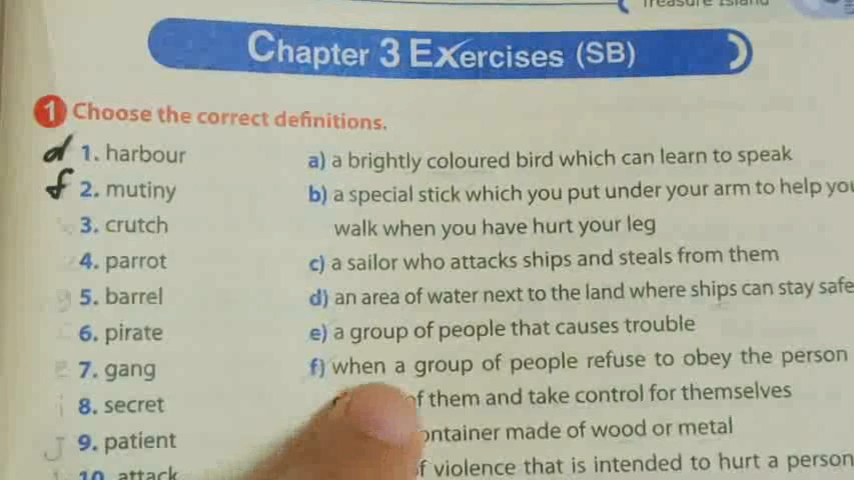 Treasure Island
Chapter 3 Exercises (SB)
1 Choose the correct definitions.
d 1. harbour a) a brightly coloured bird which can learn to speak
f 2. mutiny b) a special stick which you put under your arm to help you
3. crutch walk when you have hurt your leg
4. parrot c) a sailor who attacks ships and steals from them
g 5. barrel d) an area of water next to the land where ships can stay safe
6. pirate e) a group of people that causes trouble
e 7. gang f) when a group of people refuse to obey the person
i 8. secret of them and take control for themselves
J 9. patient container made of wood or metal
10. attack of violence that is intended to hurt a person